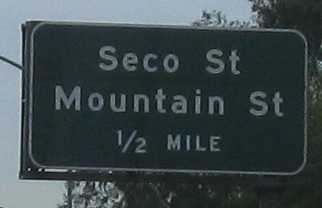 Seco St
Mountain St
1/2 MILE